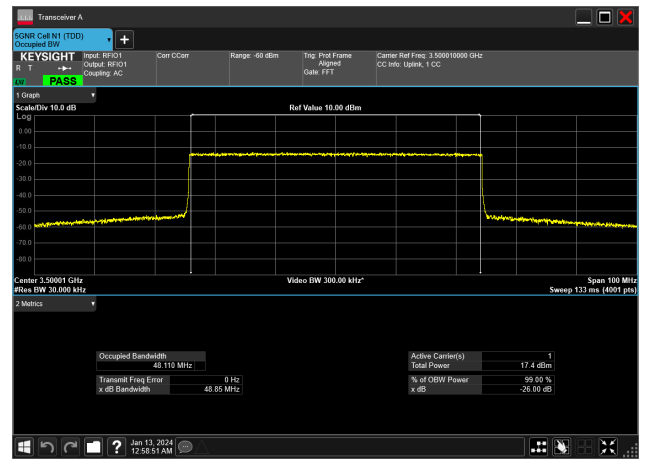 Transceiver A
5GNR Cell N1 (TDD)
Occupied BW
KEYSIGHT
R T
LW PASS
Input: RFIO1
Output: RFIO1
Coupling: AC
Corr CCorr
Range: -60 dBm
Trig: Prot Frame
Aligned
Gate: FFT
Carrier Ref Freq: 3.500010000 GHz
CC Info: Uplink, 1 CC
1 Graph
Scale/Div 10.0 dB
Ref Value 10.00 dBm
Log
0.00
-10.0
-20.0
-30.0
-40.0
-50.0
-60.0
-70.0
-80.0
Center 3.50001 GHz
Video BW 300.00 kHz*
Span 100 MHz
#Res BW 30.000 kHz
Sweep 133 ms (4001 pts)
2 Metrics
Occupied Bandwidth
48.110 MHz
Active Carrier(s) 1
Total Power 17.4 dBm
Transmit Freq Error 0 Hz
x dB Bandwidth 48.85 MHz
% of OBW Power 99.00 %
x dB -26.00 dB
Jan 13, 2024
12:58:51 AM